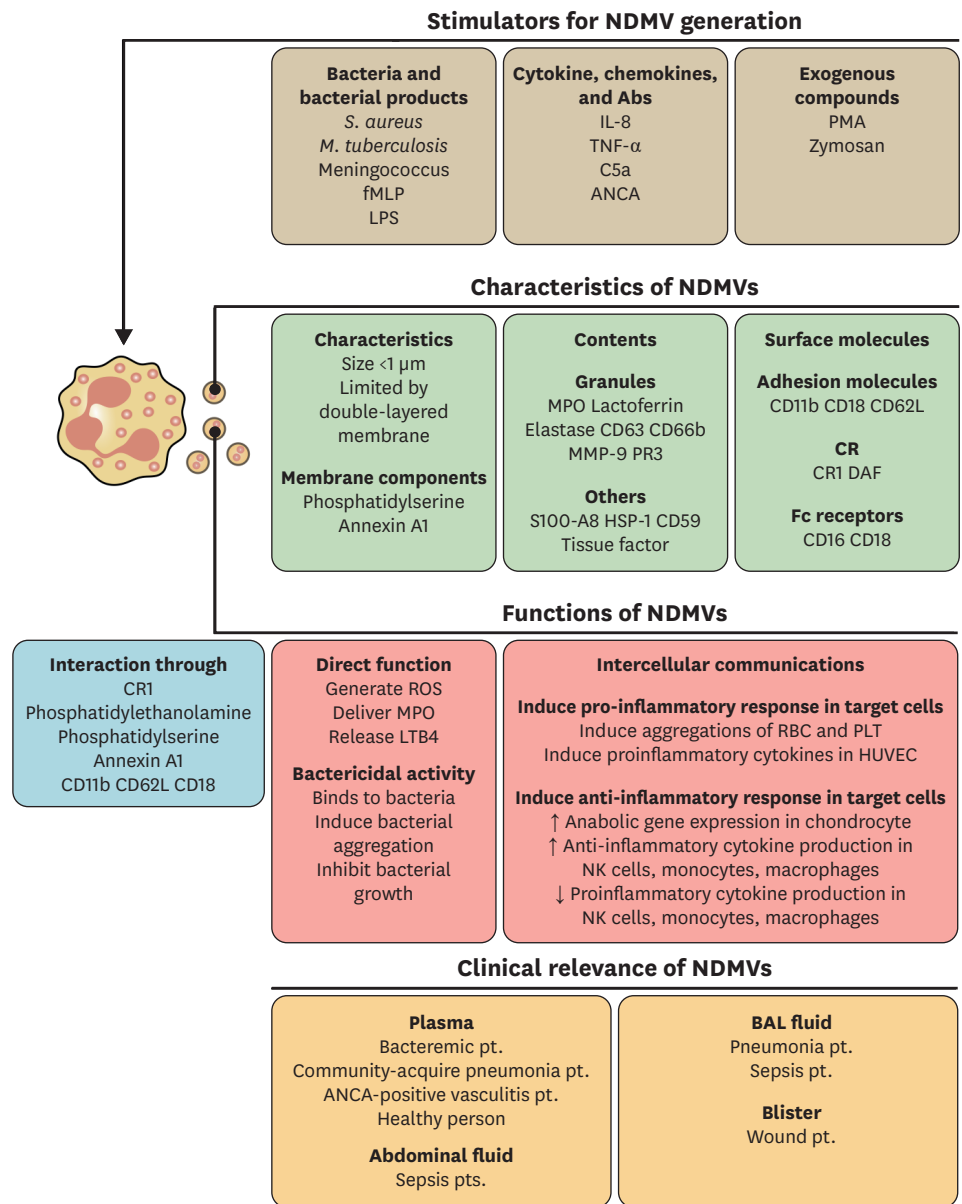 Stimulators for NDMV generation
Bacteria and
bacterial products
S. aureus
M. tuberculosis
Meningococcus
fMLP
LPS
Cytokine, chemokines,
and Abs
IL-8
TNF-α
C5a
ANCA
Exogenous
compounds
PMA
Zymosan
Characteristics of NDMVs
Characteristics
Size <1 µm
Limited by
double-layered
membrane
Membrane components
Phosphatidylserine
Annexin A1
Contents
Granules
MPO Lactoferrin
Elastase CD63 CD66b
MMP-9 PR3
Others
S100-A8 HSP-1 CD59
Tissue factor
Surface molecules
Adhesion molecules
CD11b CD18 CD62L
CR
CR1 DAF
Fc receptors
CD16 CD18
Functions of NDMVs
Interaction through
CR1
Phosphatidylethanolamine
Phosphatidylserine
Annexin A1
CD11b CD62L CD18
Direct function
Generate ROS
Deliver MPO
Release LTB4
Bactericidal activity
Binds to bacteria
Induce bacterial
aggregation
Inhibit bacterial
growth
Intercellular communications
Induce pro-inflammatory response in target cells
Induce aggregations of RBC and PLT
Induce proinflammatory cytokines in HUVEC
Induce anti-inflammatory response in target cells
↑ Anabolic gene expression in chondrocyte
↑ Anti-inflammatory cytokine production in
NK cells, monocytes, macrophages
↓ Proinflammatory cytokine production in
NK cells, monocytes, macrophages
Clinical relevance of NDMVs
Plasma
Bacteremic pt.
Community-acquire pneumonia pt.
ANCA-positive vasculitis pt.
Healthy person
Abdominal fluid
Sepsis pts.
BAL fluid
Pneumonia pt.
Sepsis pt.
Blister
Wound pt.